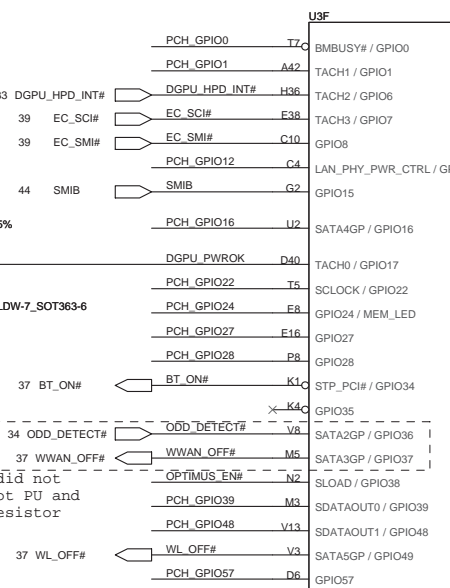 U3F
PCH_GPIO0 T7 BMBUSY# / GPIO0
PCH_GPIO1 A42 TACH1 / GPIO1
33 DGPU_HPD_INT# DGPU_HPD_INT# H36 TACH2 / GPIO6
39 EC_SCI# EC_SCI# E38 TACH3 / GPIO7
39 EC_SMI# EC_SMI# C10 GPIO8
PCH_GPIO12 C4 LAN_PHY_PWR_CTRL / GP
44 SMIB SMIB G2 GPIO15
PCH_GPIO16 U2 SATA4GP / GPIO16
5%
DGPU_PWROK D40 TACH0 / GPIO17
PCH_GPIO22 T5 SCLOCK / GPIO22
LDW-7_SOT363-6 PCH_GPIO24 E8 GPIO24 / MEM_LED
PCH_GPIO27 E16 GPIO27
PCH_GPIO28 P8 GPIO28
37 BT_ON# BT_ON# K1 STP_PCI# / GPIO34
K4 GPIO35
34 ODD_DETECT# ODD_DETECT# V8 SATA2GP / GPIO36
37 WWAN_OFF# WWAN_OFF# M5 SATA3GP / GPIO37
did not
OPTIMUS_EN# N2 SLOAD / GPIO38
ot PU and
PCH_GPIO39 M3 SDATAOUT0 / GPIO39
esistor
PCH_GPIO48 V13 SDATAOUT1 / GPIO48
37 WL_OFF# WL_OFF# V3 SATA5GP / GPIO49
PCH_GPIO57 D6 GPIO57